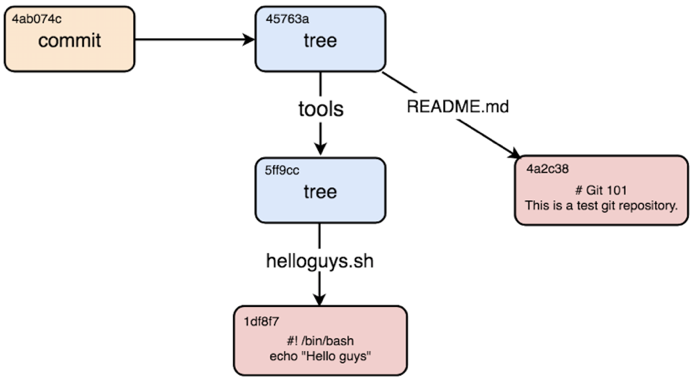 4ab074c
commit
45763a
tree
tools
README.md
5ff9cc
tree
4a2c38
# Git 101
This is a test git repository.
helloguys.sh
1df8f7
#! /bin/bash
echo "Hello guys"